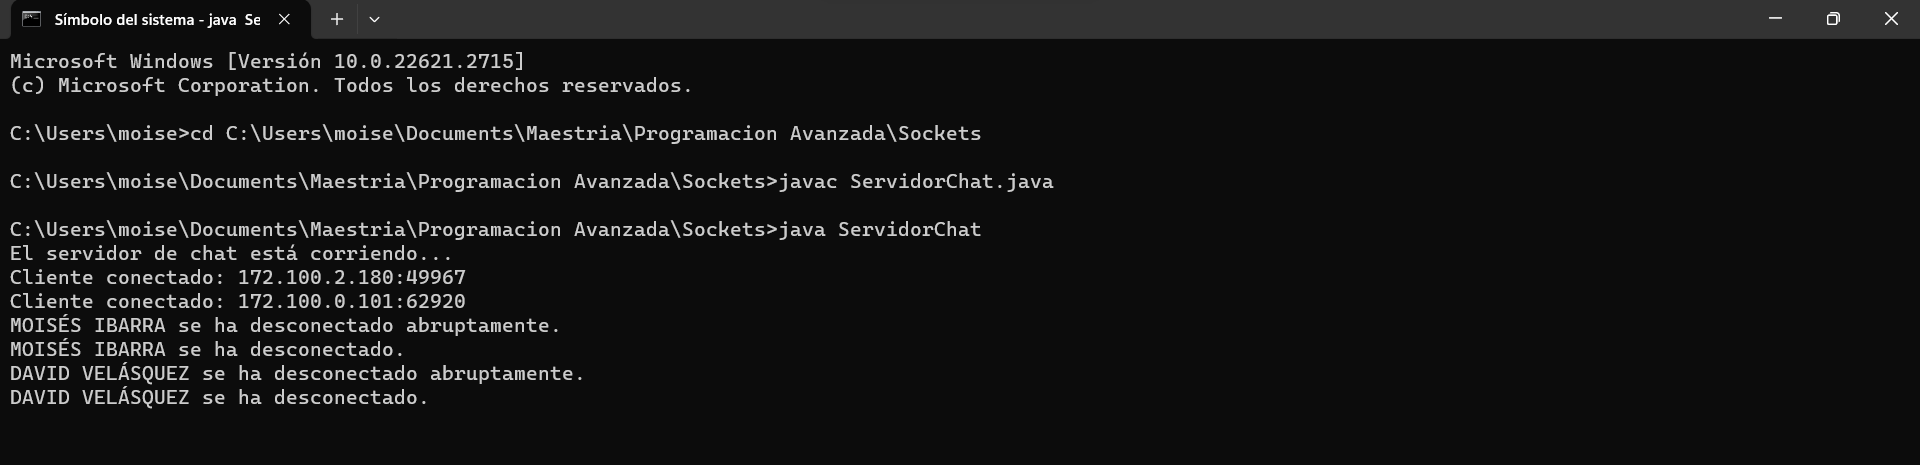 Símbolo del sistema - java Se
Microsoft Windows [Versión 10.0.22621.2715]
(c) Microsoft Corporation. Todos los derechos reservados.
C:\Users\moise>cd C:\Users\moise\Documents\Maestria\Programacion Avanzada\Sockets
C:\Users\moise\Documents\Maestria\Programacion Avanzada\Sockets>javac ServidorChat.java
C:\Users\moise\Documents\Maestria\Programacion Avanzada\Sockets>java ServidorChat
El servidor de chat está corriendo...
Cliente conectado: 172.100.2.180:49967
Cliente conectado: 172.100.0.101:62920
MOISÉS IBARRA se ha desconectado abruptamente.
MOISÉS IBARRA se ha desconectado.
DAVID VELÁSQUEZ se ha desconectado abruptamente.
DAVID VELÁSQUEZ se ha desconectado.